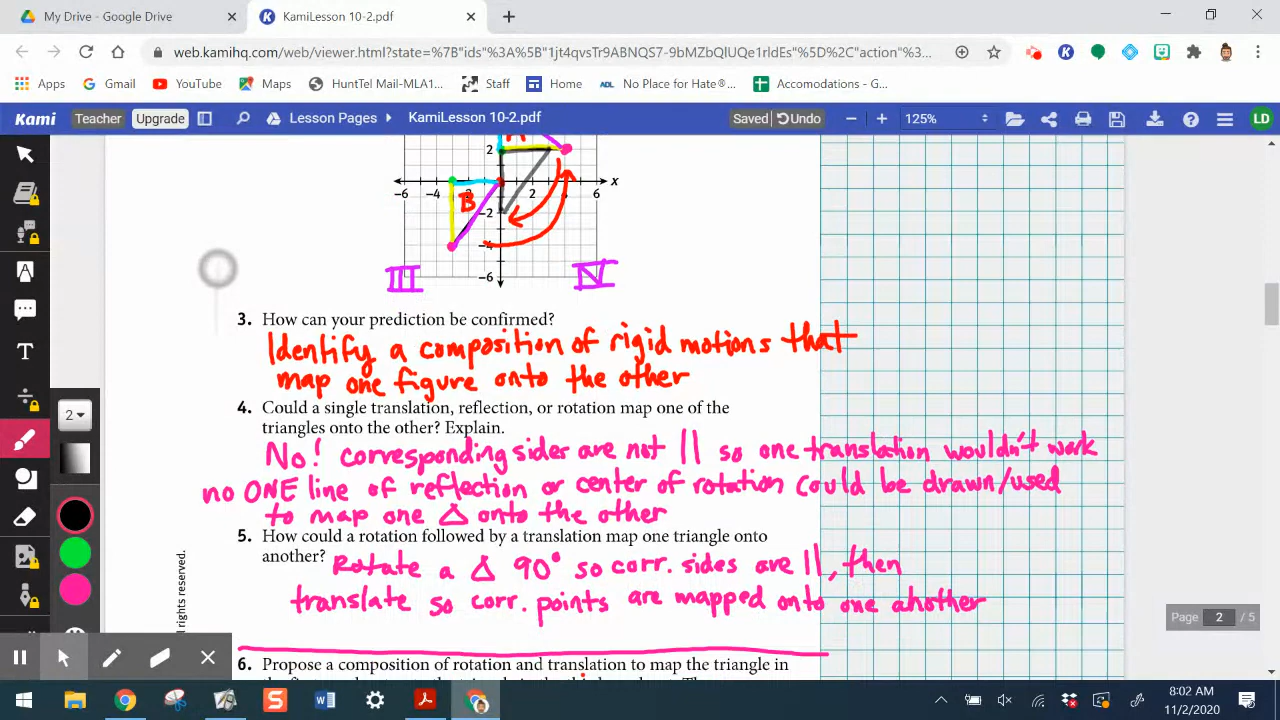 My Drive - Google Drive
KamiLesson 10-2.pdf
web.kamihq.com/web/viewer.html?state=%7B"ids"%3A%5B"1jt4qvsTr9ABNQS7-9bMZbQlUQe1rldEs"%5D%2C"action"%3...
Apps
Gmail
YouTube
Maps
HuntTel Mail-MLA1...
Staff
Home
ADL
No Place for Hate®...
Accomodations - G...
Kami
Teacher
Upgrade
Lesson Pages
KamiLesson 10-2.pdf
Saved
Undo
125%
LD
A
2
-6 -4 -2 2 4 6 x
B
-2
-4
-6
III
IV
3. How can your prediction be confirmed?
Identify a composition of rigid motions that
map one figure onto the other
4. Could a single translation, reflection, or rotation map one of the
triangles onto the other? Explain.
No! corresponding sides are not || so one translation wouldn't work
no ONE line of reflection or center of rotation could be drawn/used
to map one △ onto the other
5. How could a rotation followed by a translation map one triangle onto
another?
Rotate a △ 90° so corr. sides are ||, then
translate so corr. points are mapped onto one another
l rights reserved.
2
Page 2 / 5
6. Propose a composition of rotation and translation to map the triangle in
8:02 AM
11/2/2020